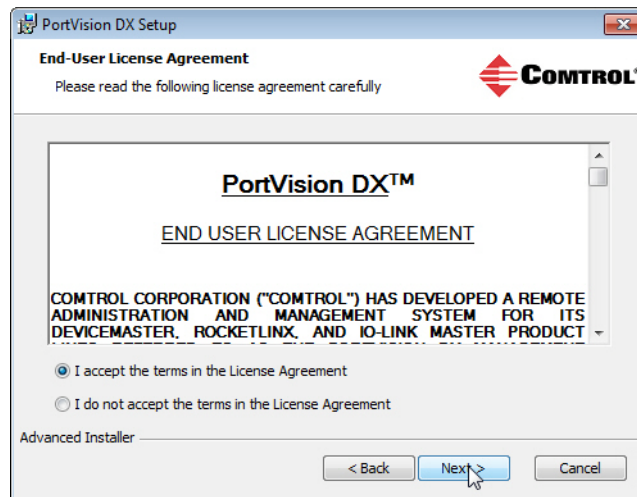 PortVision DX Setup
End-User License Agreement
Please read the following license agreement carefully
COMTROL®
PortVision DX™
END USER LICENSE AGREEMENT
COMTROL CORPORATION ("COMTROL") HAS DEVELOPED A REMOTE
ADMINISTRATION AND MANAGEMENT SYSTEM FOR ITS
DEVICEMASTER, ROCKETLINX, AND IO-LINK MASTER PRODUCT
I accept the terms in the License Agreement
I do not accept the terms in the License Agreement
Advanced Installer
< Back
Next >
Cancel